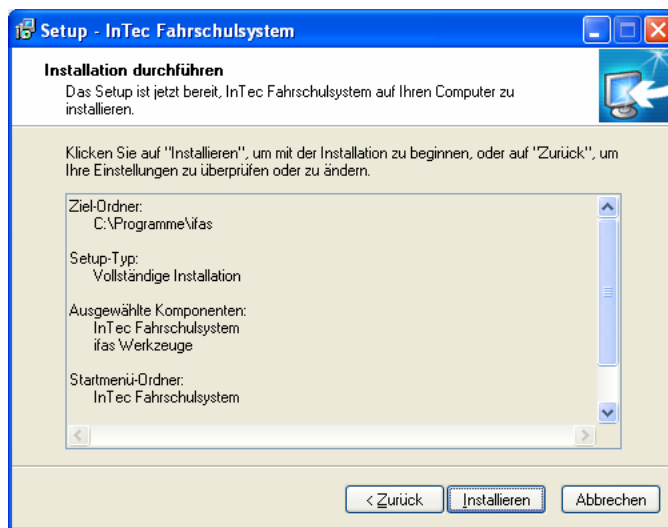 Setup - InTec Fahrschulsystem
Installation durchführen
Das Setup ist jetzt bereit, InTec Fahrschulsystem auf Ihren Computer zu
installieren.
Klicken Sie auf "Installieren", um mit der Installation zu beginnen, oder auf "Zurück", um
Ihre Einstellungen zu überprüfen oder zu ändern.
Ziel-Ordner:
C:\Programme\ifas
Setup-Typ:
Vollständige Installation
Ausgewählte Komponenten:
InTec Fahrschulsystem
ifas Werkzeuge
Startmenü-Ordner:
InTec Fahrschulsystem
< Zurück
Installieren
Abbrechen